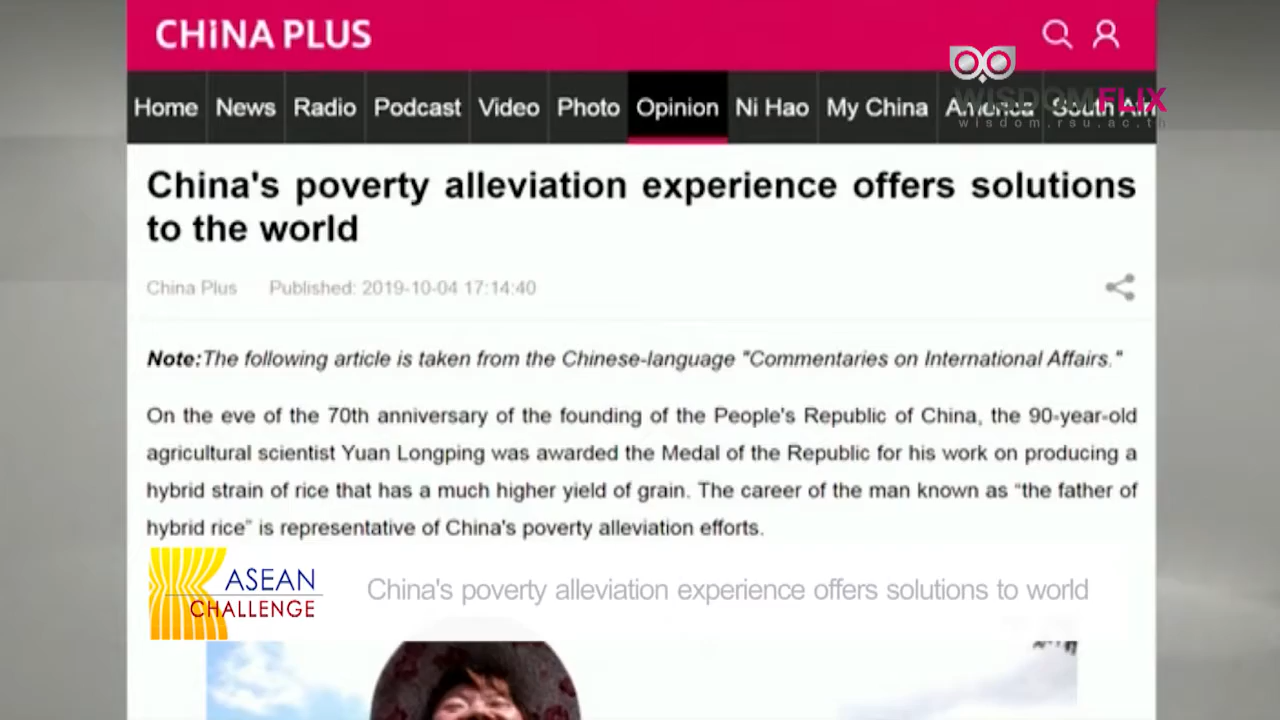 CHINA PLUS
WISDOMFLIX
wisdom.rsu.ac.th
Home News Radio Podcast Video Photo Opinion Ni Hao My China America South
China's poverty alleviation experience offers solutions
to the world
China Plus Published: 2019-10-04 17:14:40
Note:The following article is taken from the Chinese-language "Commentaries on International Affairs."
On the eve of the 70th anniversary of the founding of the People's Republic of China, the 90-year-old
agricultural scientist Yuan Longping was awarded the Medal of the Republic for his work on producing a
hybrid strain of rice that has a much higher yield of grain. The career of the man known as “the father of
hybrid rice” is representative of China's poverty alleviation efforts.
ASEAN
CHALLENGE
China's poverty alleviation experience offers solutions to world